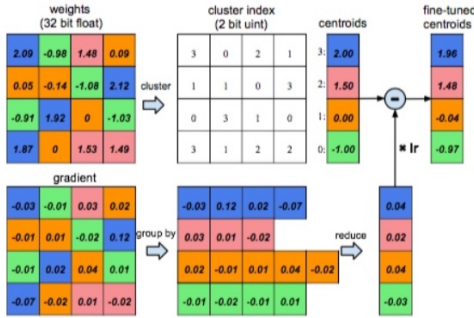 weights
(32 bit float)
cluster index
(2 bit uint)
centroids
fine-tuned
centroids
2.09 -0.98 1.48 0.09
0.05 -0.14 -1.08 2.12
-0.91 1.92 0 -1.03
1.87 0 1.53 1.49
cluster
3 0 2 1
1 1 0 3
0 3 1 0
3 1 2 2
3: 2.00
2: 1.50
1: 0.00
0: -1.00
1.96
1.48
-0.04
-0.97
× lr
gradient
-0.03 -0.01 0.03 0.02
-0.01 0.01 -0.02 0.12
-0.01 0.02 0.04 0.01
-0.07 -0.02 0.01 -0.02
group by
-0.03 0.12 0.02 -0.07
0.03 0.01 -0.02
0.02 -0.01 0.01 0.04 -0.02
-0.01 -0.02 -0.01 0.01
reduce
0.04
0.02
0.04
-0.03